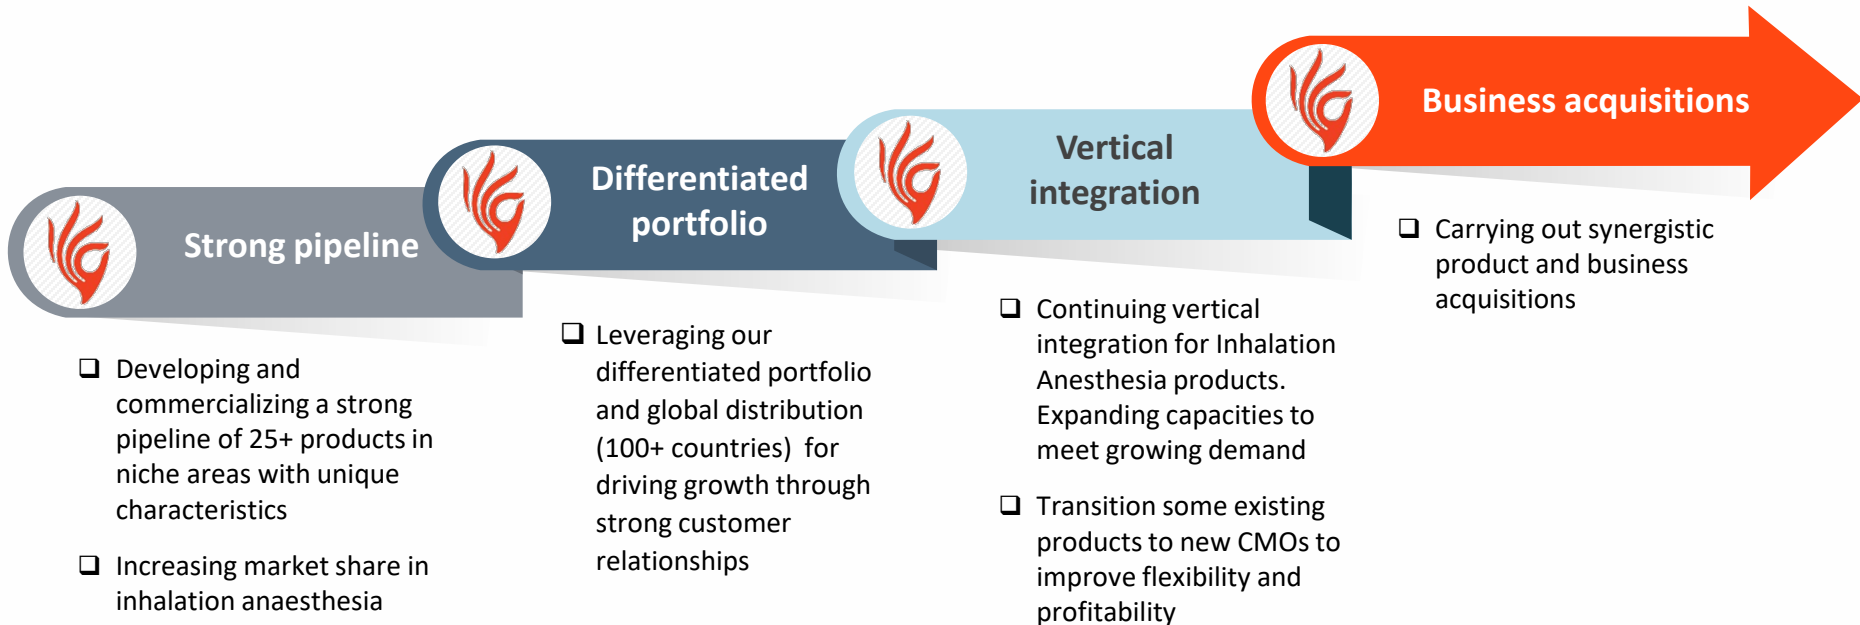 Strong pipeline
❑ Developing and
commercializing a strong
pipeline of 25+ products in
niche areas with unique
characteristics
❑ Increasing market share in
inhalation anaesthesia
Differentiated
portfolio
❑ Leveraging our
differentiated portfolio
and global distribution
(100+ countries)  for
driving growth through
strong customer
relationships
Vertical
integration
❑ Continuing vertical
integration for Inhalation
Anesthesia products.
Expanding capacities to
meet growing demand
❑ Transition some existing
products to new CMOs to
improve flexibility and
profitability
Business acquisitions
❑ Carrying out synergistic
product and business
acquisitions